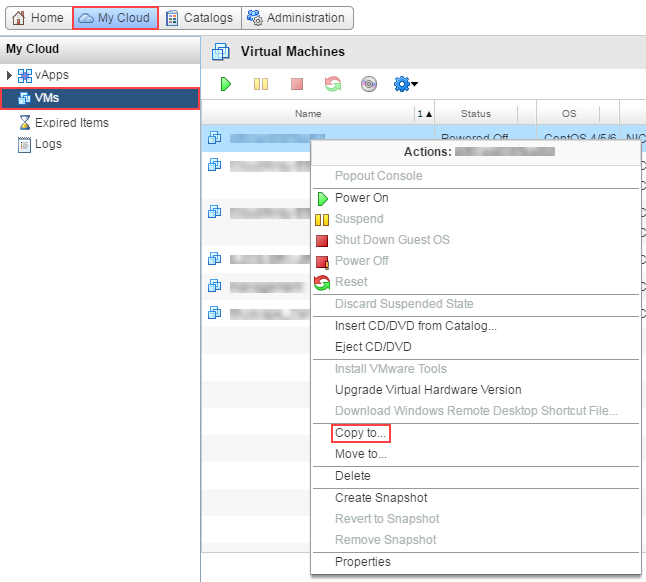 Home My Cloud Catalogs Administration
My Cloud
vApps
VMs
Expired Items
Logs
Virtual Machines
Name 1 ▲ Status OS
Powered Off CentOS 4/5/6 NIC
Actions:
Popout Console
Power On
Suspend
Shut Down Guest OS
Power Off
Reset
Discard Suspended State
Insert CD/DVD from Catalog...
Eject CD/DVD
Install VMware Tools
Upgrade Virtual Hardware Version
Download Windows Remote Desktop Shortcut File...
Copy to...
Move to...
Delete
Create Snapshot
Revert to Snapshot
Remove Snapshot
Properties